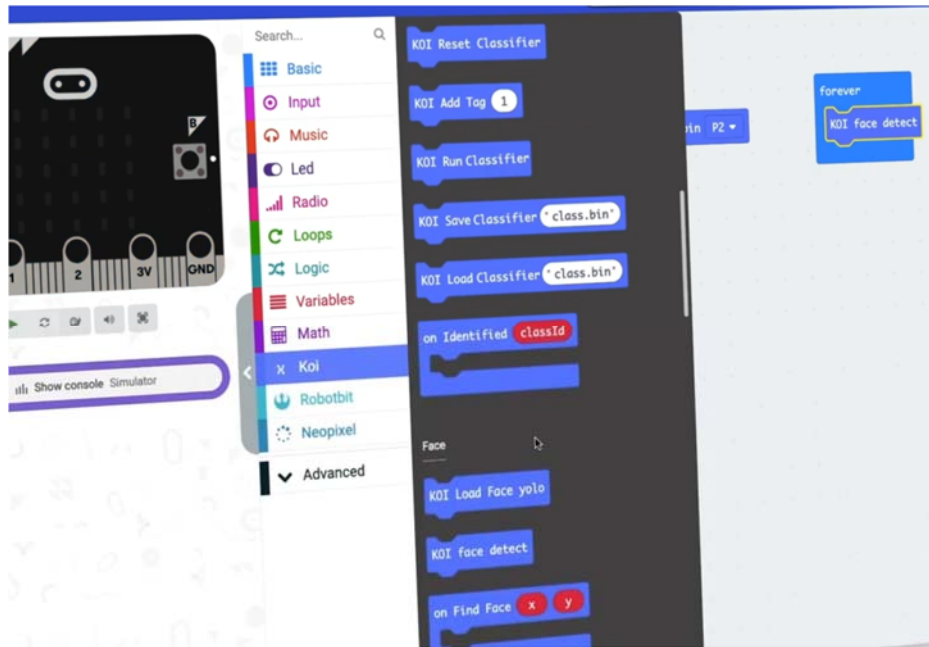 B
1
2
3V
GND
Show console Simulator
Search...
Basic
Input
Music
Led
Radio
Loops
Logic
Variables
Math
Koi
Robotbit
Neopixel
Advanced
KOI Reset Classifier
KOI Add Tag 1
KOI Run Classifier
KOI Save Classifier "class.bin"
KOI Load Classifier "class.bin"
on Identified classId
Face
KOI Load Face yolo
KOI face detect
on Find Face x y
P2
forever
KOI face detect